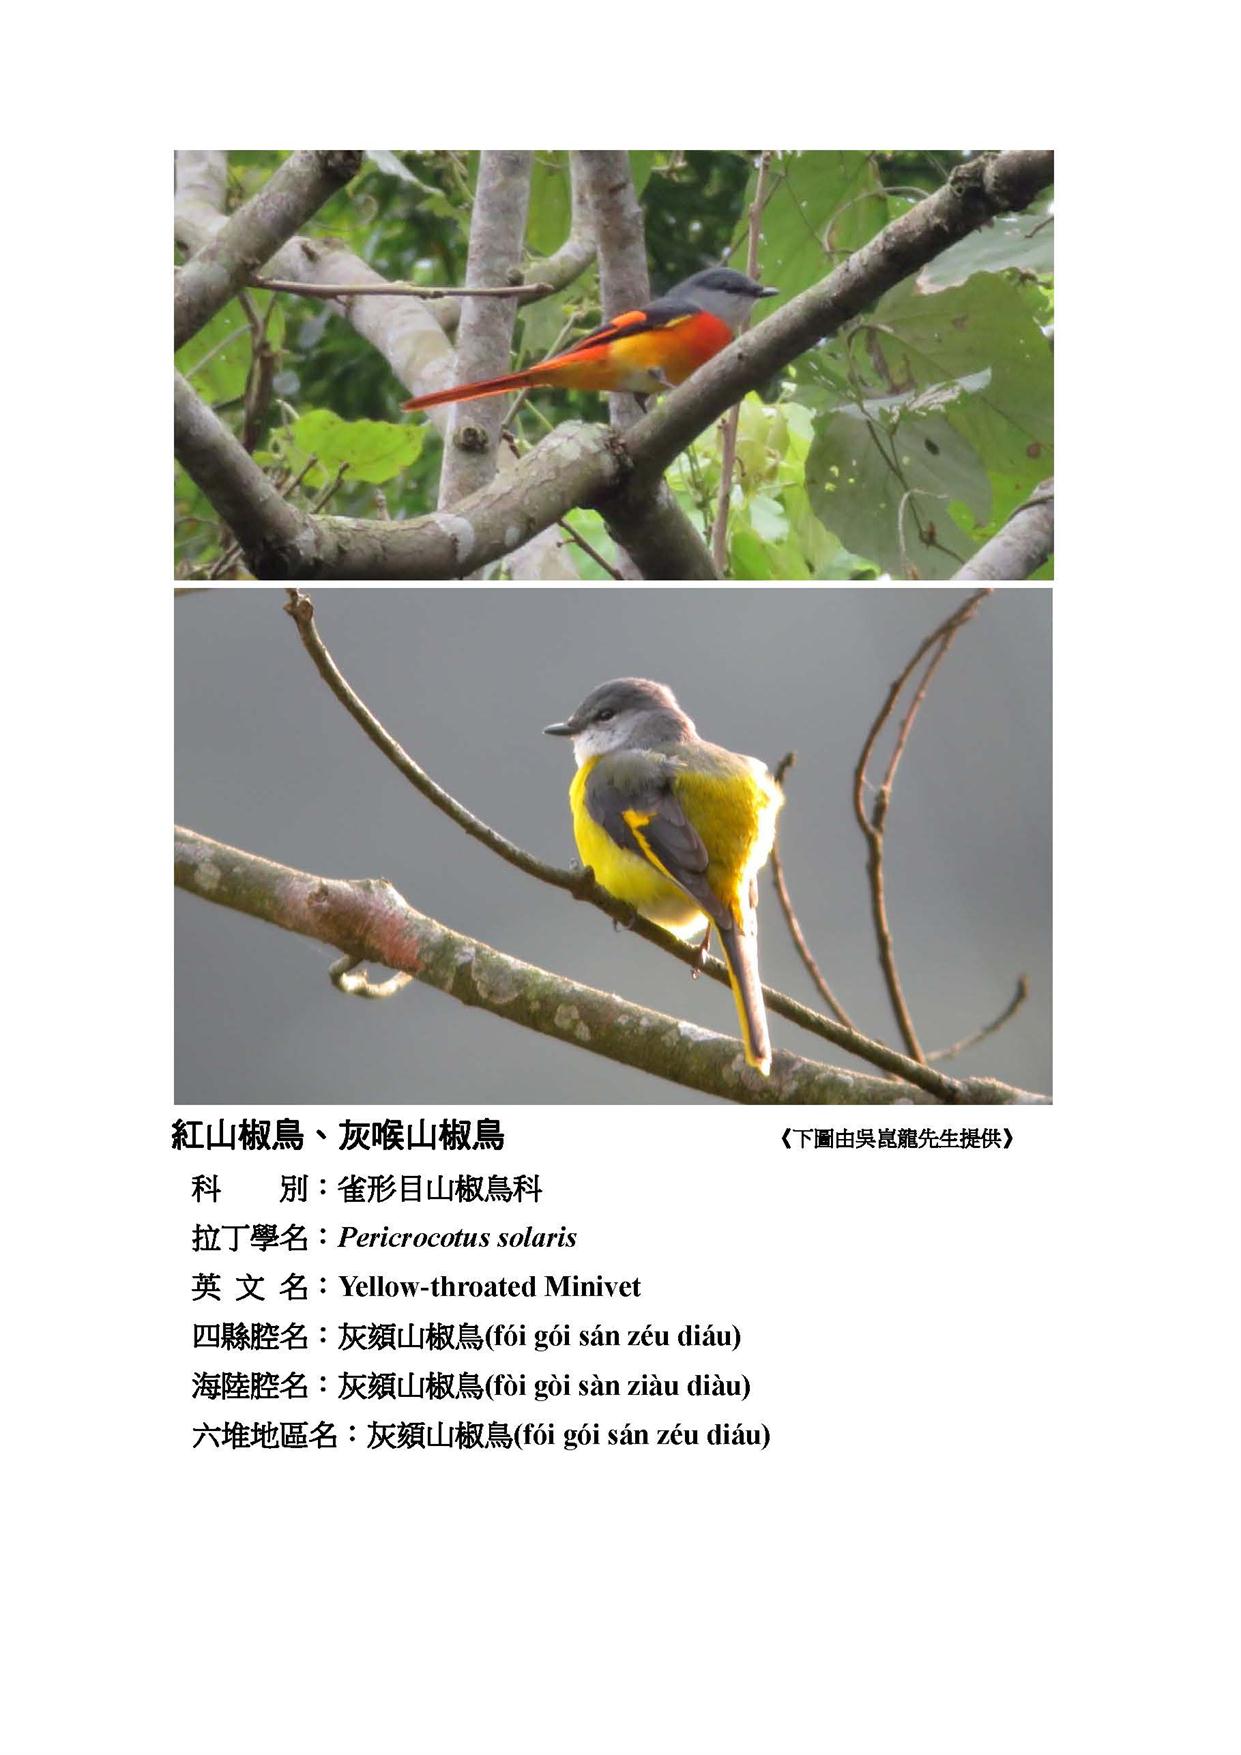 紅山椒鳥、灰喉山椒鳥 《下圖由吳崑龍先生提供》
科 別：雀形目山椒鳥科
拉丁學名：Pericrocotus solaris
英 文 名：Yellow-throated Minivet
四縣腔名：灰頦山椒鳥(fói gói sán zéu diáu)
海陸腔名：灰頦山椒鳥(fòi gòi sàn ziàu diàu)
六堆地區名：灰頦山椒鳥(fói gói sán zéu diáu)